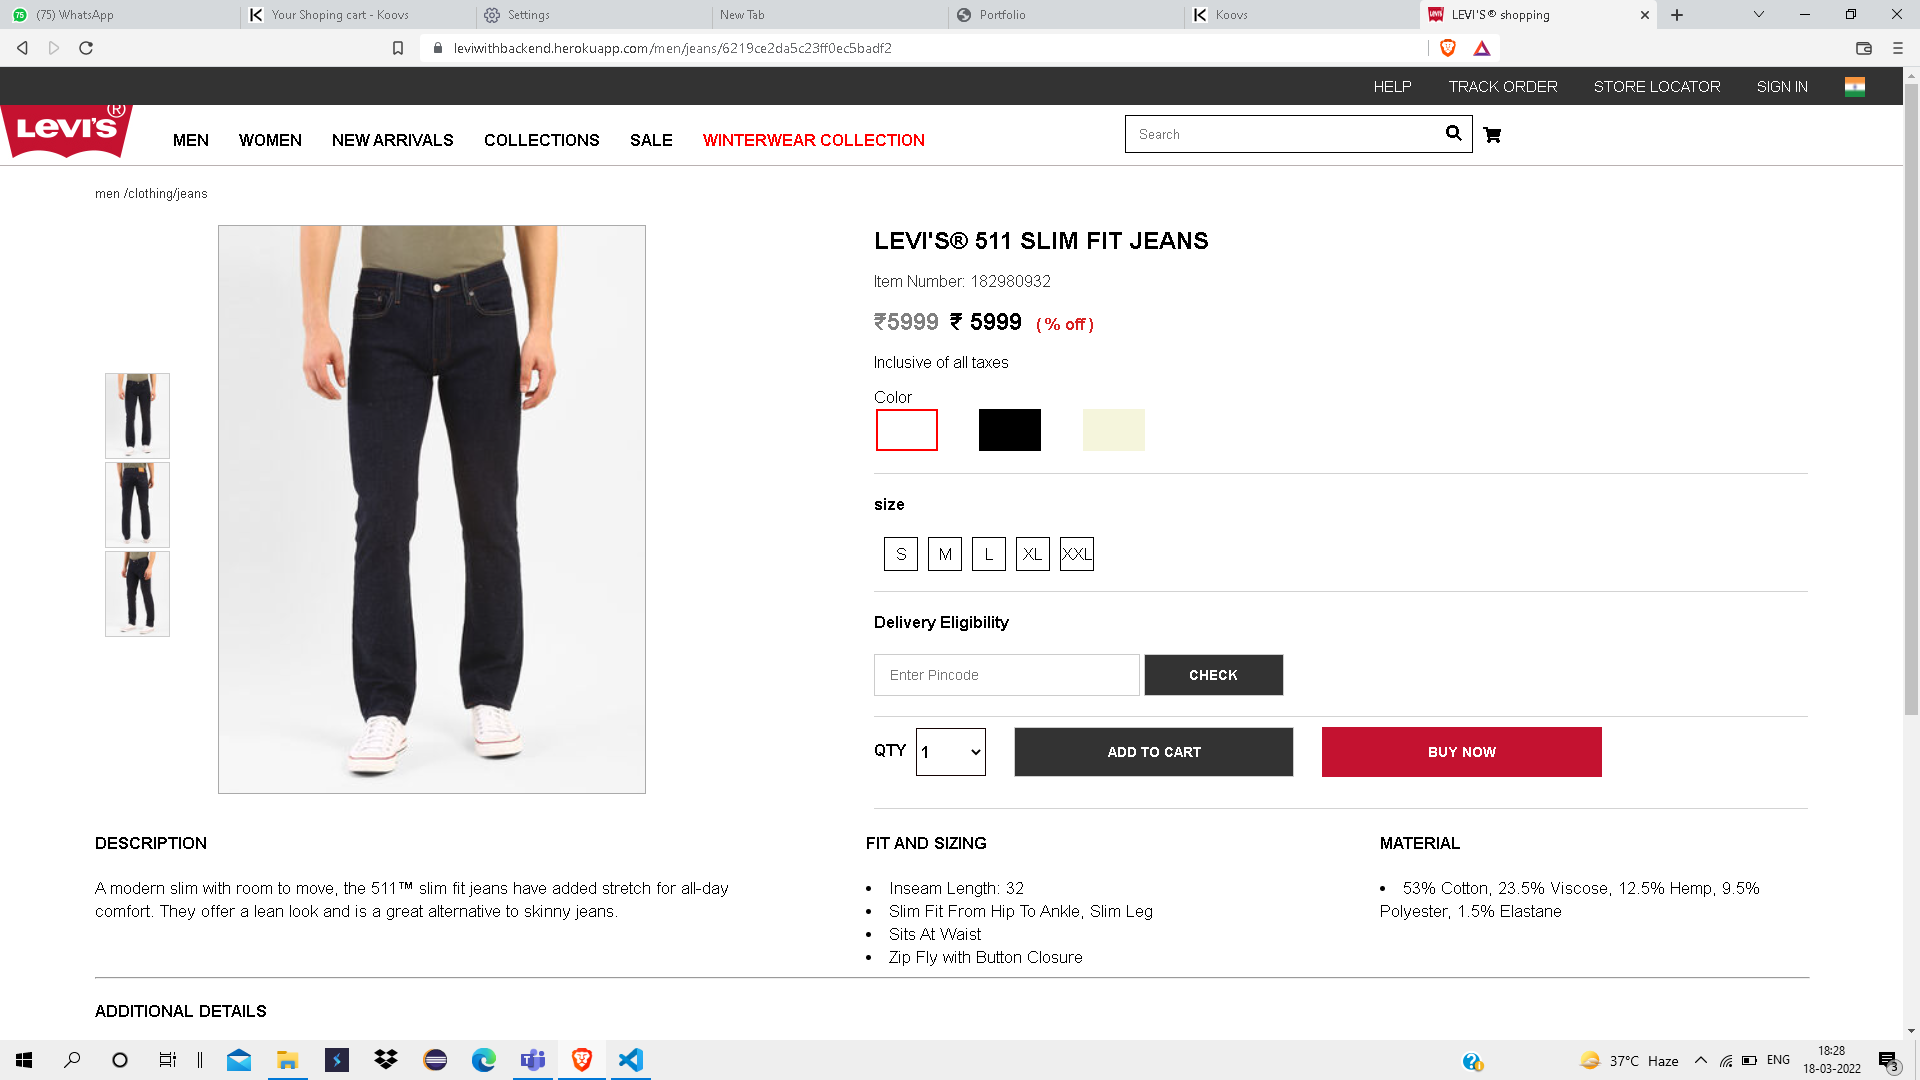 (75) WhatsApp
Your Shoping cart - Koovs
Settings
New Tab
Portfolio
Koovs
LEVI'S® shopping
leviwithbackend.herokuapp.com/men/jeans/6219ce2da5c23ff0ec5badf2
HELP TRACK ORDER STORE LOCATOR SIGN IN
LEVI'S®
MEN WOMEN NEW ARRIVALS COLLECTIONS SALE WINTERWEAR COLLECTION
Search
men /clothing/jeans
LEVI'S® 511 SLIM FIT JEANS
Item Number: 182980932
₹5999 ₹ 5999 ( % off )
Inclusive of all taxes
Color
size
S M L XL XXL
Delivery Eligibility
Enter Pincode CHECK
QTY 1 ADD TO CART BUY NOW
DESCRIPTION
A modern slim with room to move, the 511™ slim fit jeans have added stretch for all-day
comfort. They offer a lean look and is a great alternative to skinny jeans.
FIT AND SIZING
• Inseam Length: 32
• Slim Fit From Hip To Ankle, Slim Leg
• Sits At Waist
• Zip Fly with Button Closure
MATERIAL
• 53% Cotton, 23.5% Viscose, 12.5% Hemp, 9.5%
Polyester, 1.5% Elastane
ADDITIONAL DETAILS
37°C Haze
ENG
18:28
18-03-2022
3